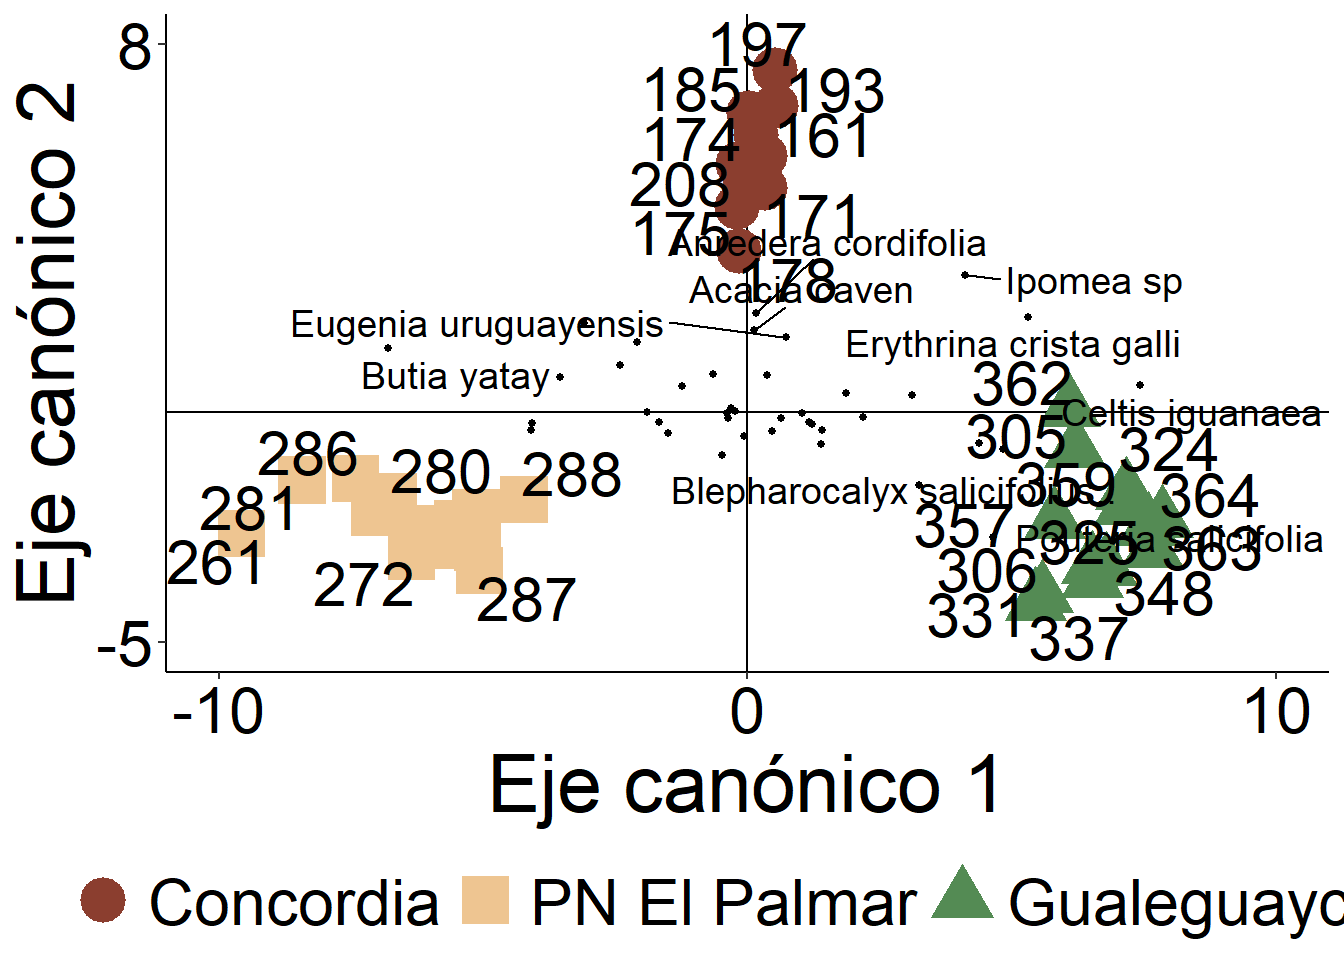 197
8
185
193
174
161
208
171
175
Anredera cordifolia
178
Ipomea sp
Acacia caven
Eugenia uruguayensis
Erythrina crista galli
Butia yatay
362
Celtis iguanaea
305
286
280
288
324
359
Blepharocalyx salicifolius
364
281
357
325
Pouteria salicifolia
363
261
272
306
287
348
331
337
-5
-10
0
10
Eje canónico 2
Eje canónico 1
Concordia
PN El Palmar
Gualeguayc